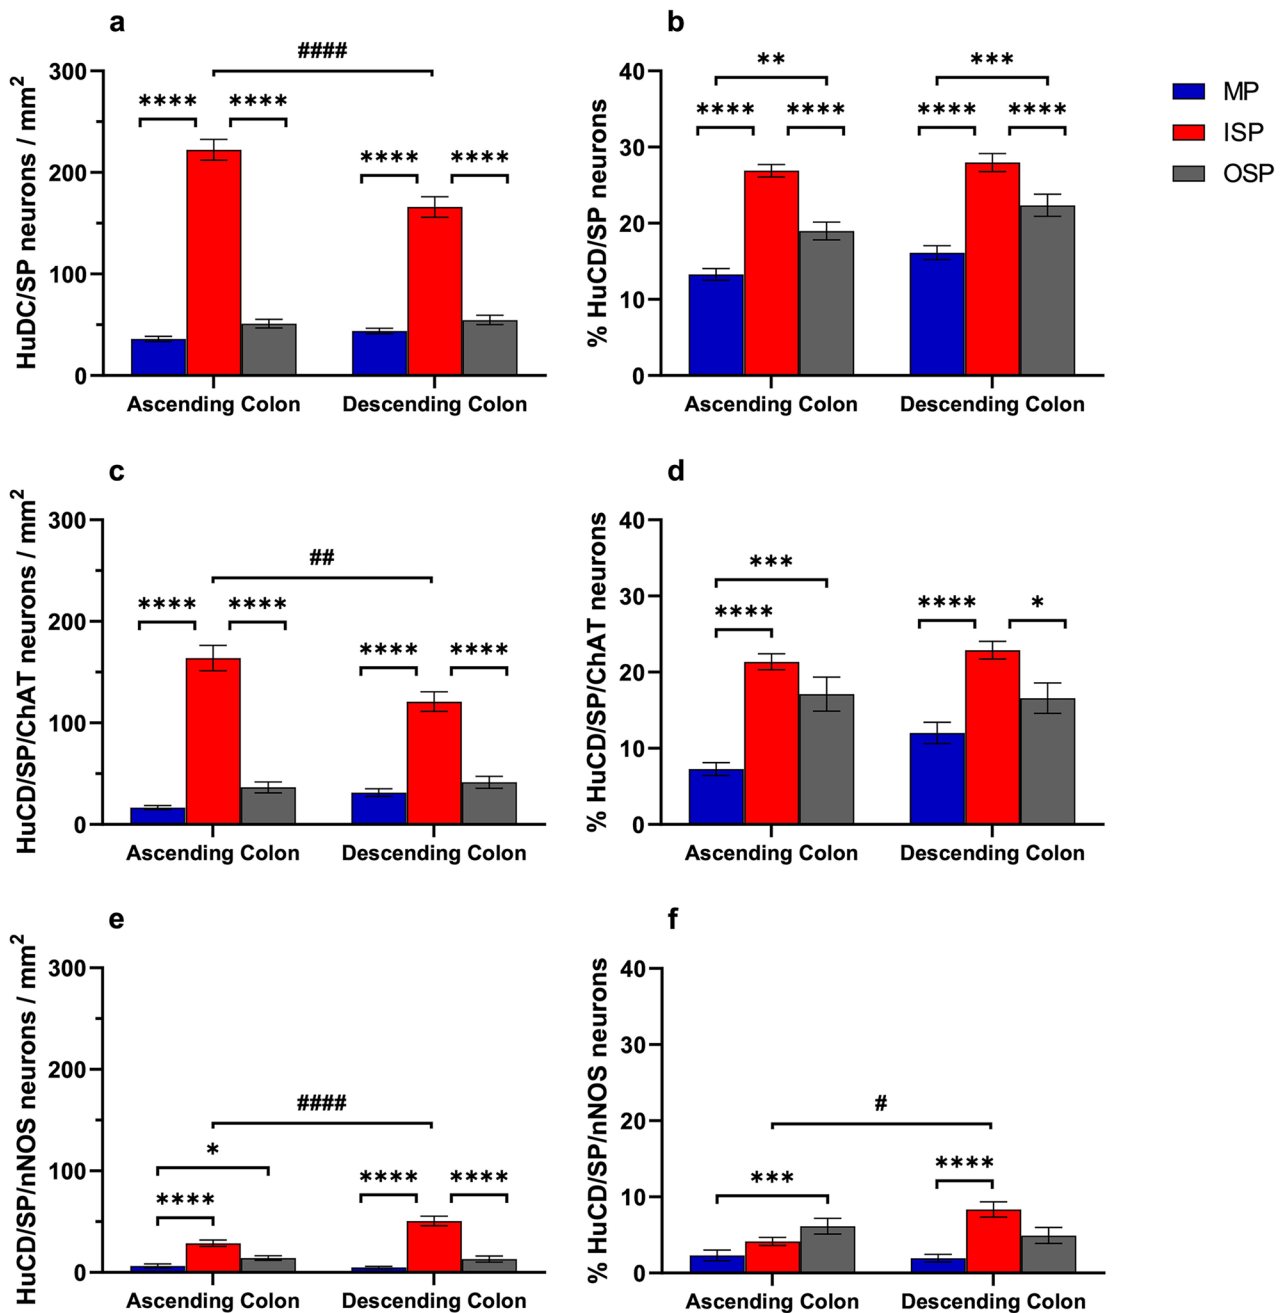 a
####
HuDC/SP neurons / mm²
300
200
100
0
**** ****
**** ****
Ascending Colon Descending Colon
b
** ***
% HuCD/SP neurons
40
30
20
10
0
**** **** **** ****
Ascending Colon Descending Colon
MP
ISP
OSP
c
##
HuCD/SP/ChAT neurons / mm²
300
200
100
0
**** ****
**** ****
Ascending Colon Descending Colon
d
% HuCD/SP/ChAT neurons
40
30
20
10
0
***
**** **** *
Ascending Colon Descending Colon
e
HuCD/SP/nNOS neurons / mm²
300
200
100
0
####
*
**** **** ****
Ascending Colon Descending Colon
f
% HuCD/SP/nNOS neurons
40
30
20
10
0
#
*** ****
Ascending Colon Descending Colon